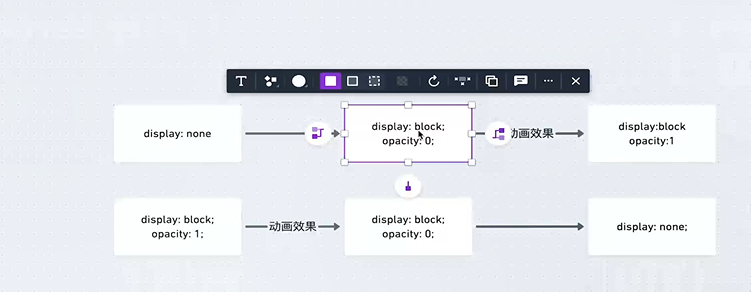 T
display: none
display: block;
opacity: 0;
动画效果
display:block
opacity:1
display: block;
opacity: 1;
动画效果
display: block;
opacity: 0;
display: none;